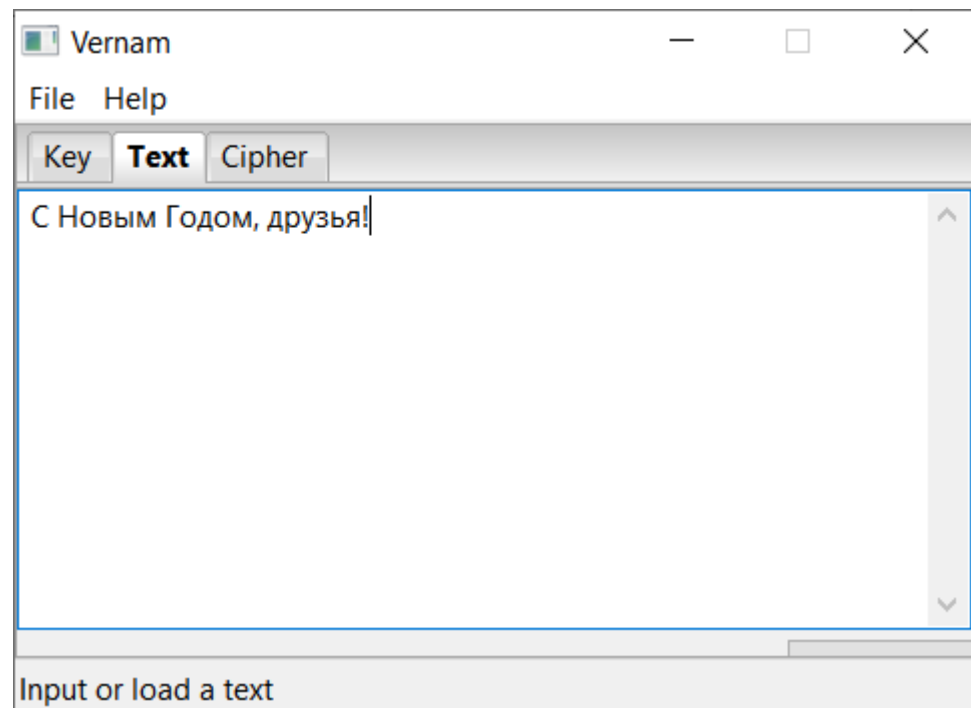 Vernam
File Help
Key Text Cipher
С Новым Годом, друзья!
Input or load a text